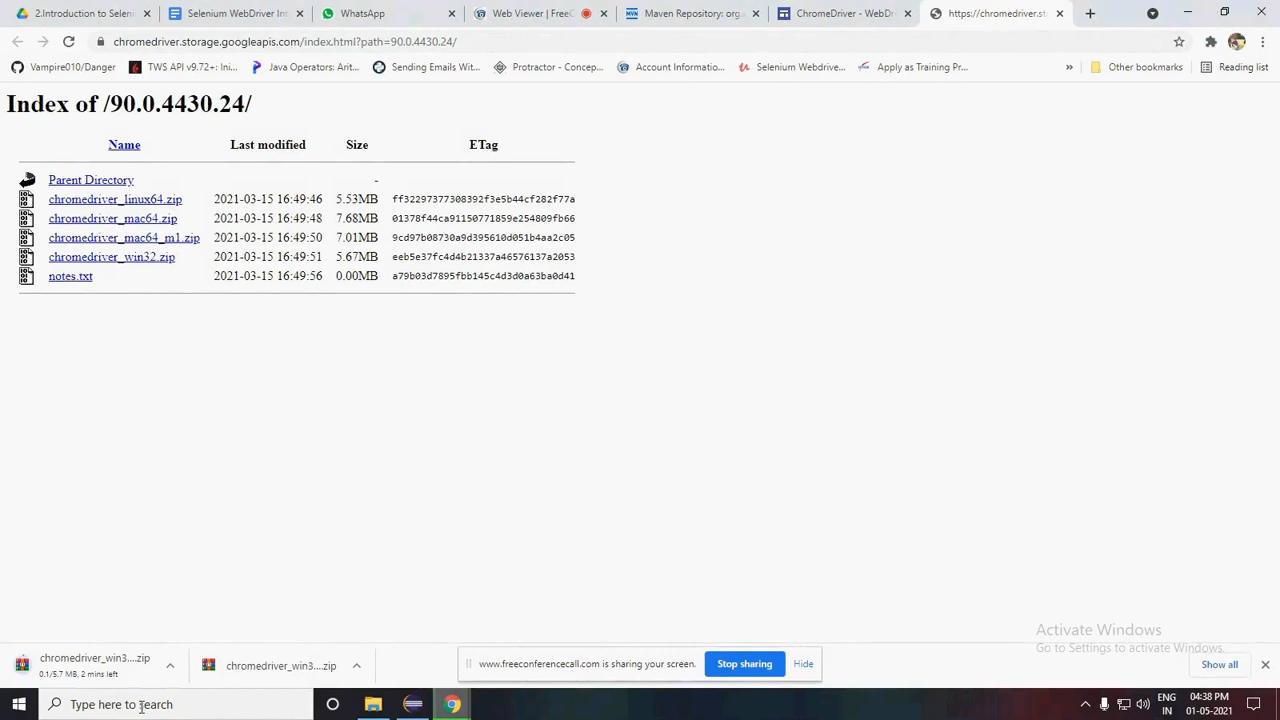 2.Introduction to Selenium
Selenium WebDriver Int
WhatsApp
Web Viewer | FreeC
Maven Repository: org.a
ChromeDriver - WebDri
https://chromedriver.st
chromedriver.storage.googleapis.com/index.html?path=90.0.4430.24/
Vampire010/Danger
TWS API v9.72+: Ini...
Java Operators: Arit...
Sending Emails Wit...
Protractor - Concep...
Account Informatio...
Selenium Webdrive...
Apply as Training Pr...
»
Other bookmarks
Reading list
Index of /90.0.4430.24/
Name Last modified Size ETag
Parent Directory -
chromedriver_linux64.zip 2021-03-15 16:49:46 5.53MB ff32297377308392f3e5b44cf282f77a
chromedriver_mac64.zip 2021-03-15 16:49:48 7.68MB 01378f44ca91150771859e254809fb66
chromedriver_mac64_m1.zip 2021-03-15 16:49:50 7.01MB 9cd97b08730a9d395610d051b4aa2c05
chromedriver_win32.zip 2021-03-15 16:49:51 5.67MB eeb5e37fc4d4b21337a46576137a2053
notes.txt 2021-03-15 16:49:56 0.00MB a79b03d7895fbb145c4d3d0a63ba0d41
Activate Windows
Go to Settings to activate Windows.
chromedriver_win3....zip
0.1/5.7 MB, 2 mins left
chromedriver_win3....zip
www.freeconferencecall.com is sharing your screen.
Stop sharing
Hide
Show all
Type here to search
ENG
IN
04:38 PM
01-05-2021